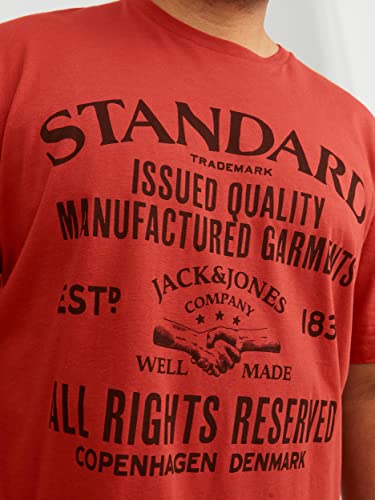 STANDARD
TRADEMARK
ISSUED QUALITY
MANUFACTURED GARMENTS
JACK&JONES
ESTD COMPANY 183
WELL MADE
ALL RIGHTS RESERVED
COPENHAGEN DENMARK